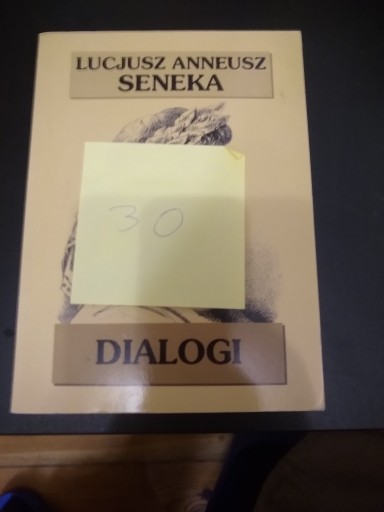 LUCJUSZ ANNEUSZ
SENEKA
30
DIALOGI